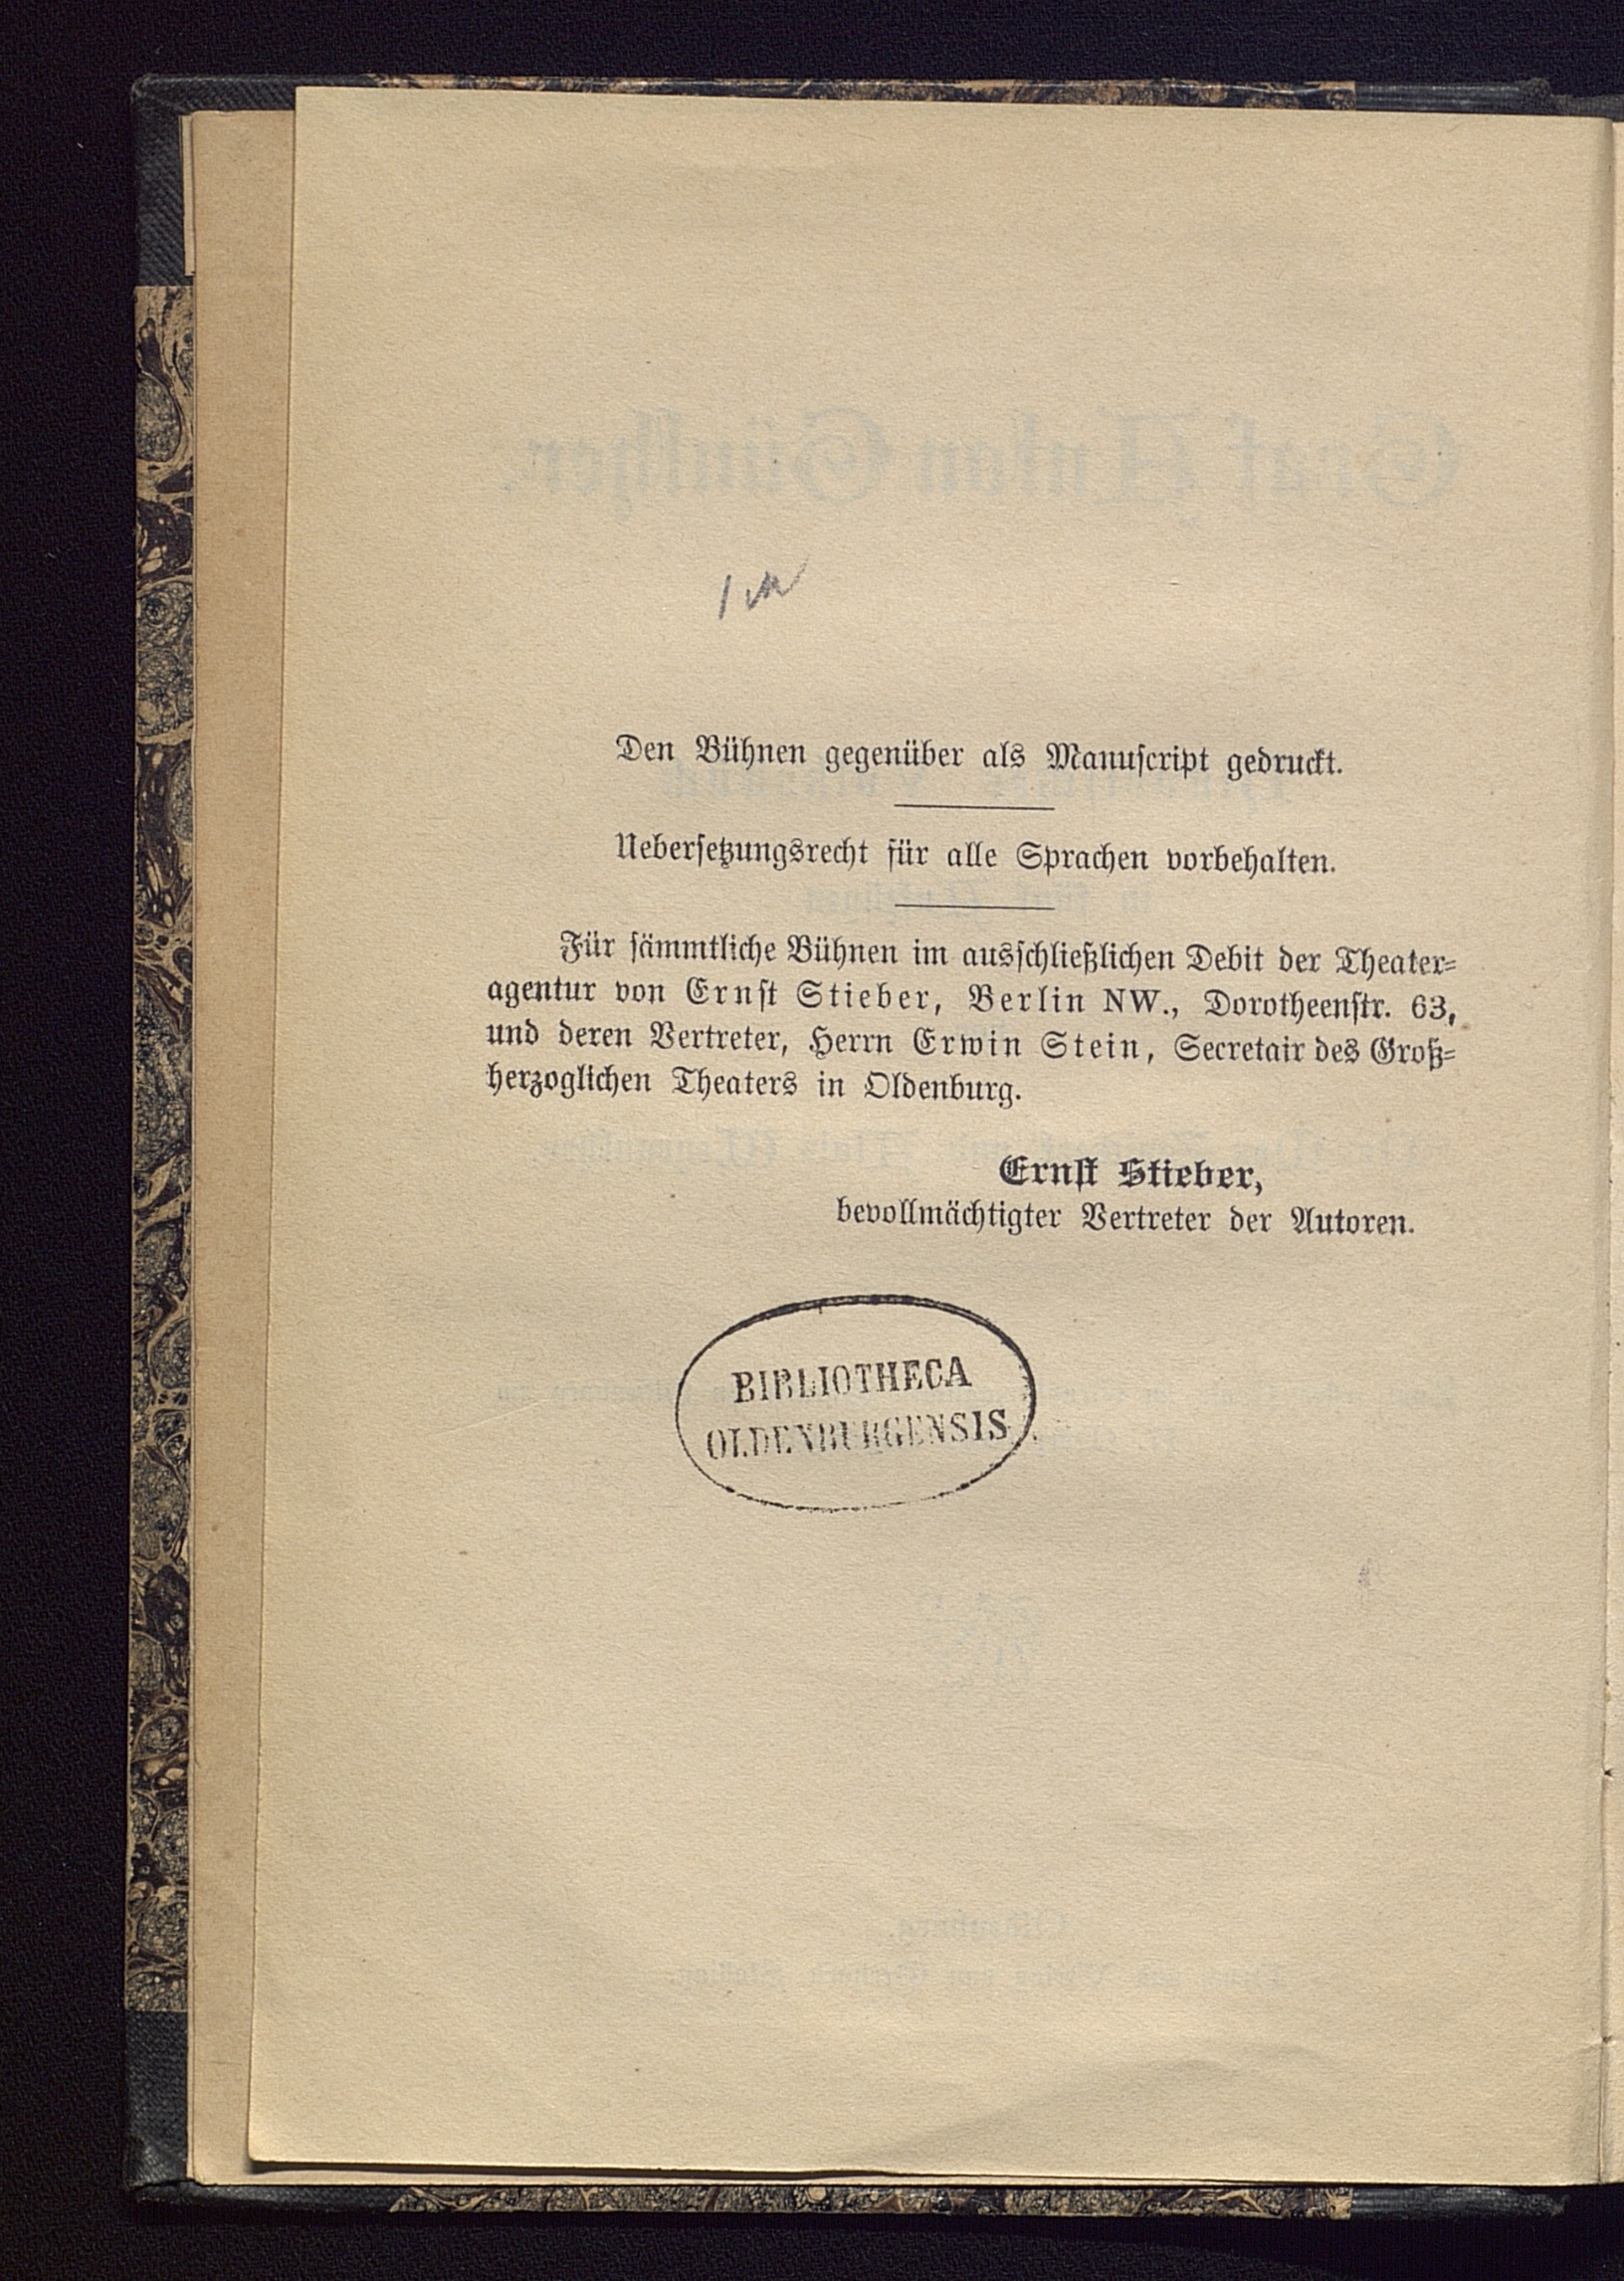 Den Bühnen gegenüber als Manuscript gedruckt.
Uebersetzungsrecht für alle Sprachen vorbehalten.
Für sämmtliche Bühnen im ausschließlichen Debit der Theater=
agentur von Ernst Stieber, Berlin NW., Dorotheenstr. 63,
und deren Vertreter, Herrn Erwin Stein, Secretair des Groß=
herzoglichen Theaters in Oldenburg.
Ernst Stieber,
bevollmächtigter Vertreter der Autoren.
BIBLIOTHECA
OLDENBURGENSIS